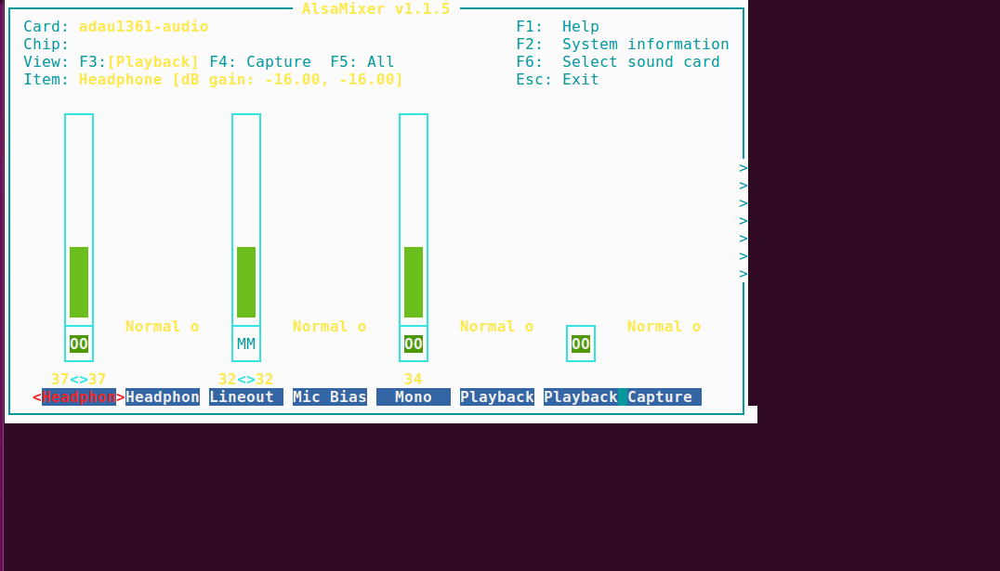 AlsaMixer v1.1.5
Card: adau1361-audio F1: Help
Chip: F2: System information
View: F3:[Playback] F4: Capture F5: All F6: Select sound card
Item: Headphone [dB gain: -16.00, -16.00] Esc: Exit
>
>
>
>
>
>
>
Normal o Normal o Normal o Normal o
OO MM OO OO
37<>37 32<>32 34
<Headphon>Headphon Lineout Mic Bias Mono Playback Playback Capture